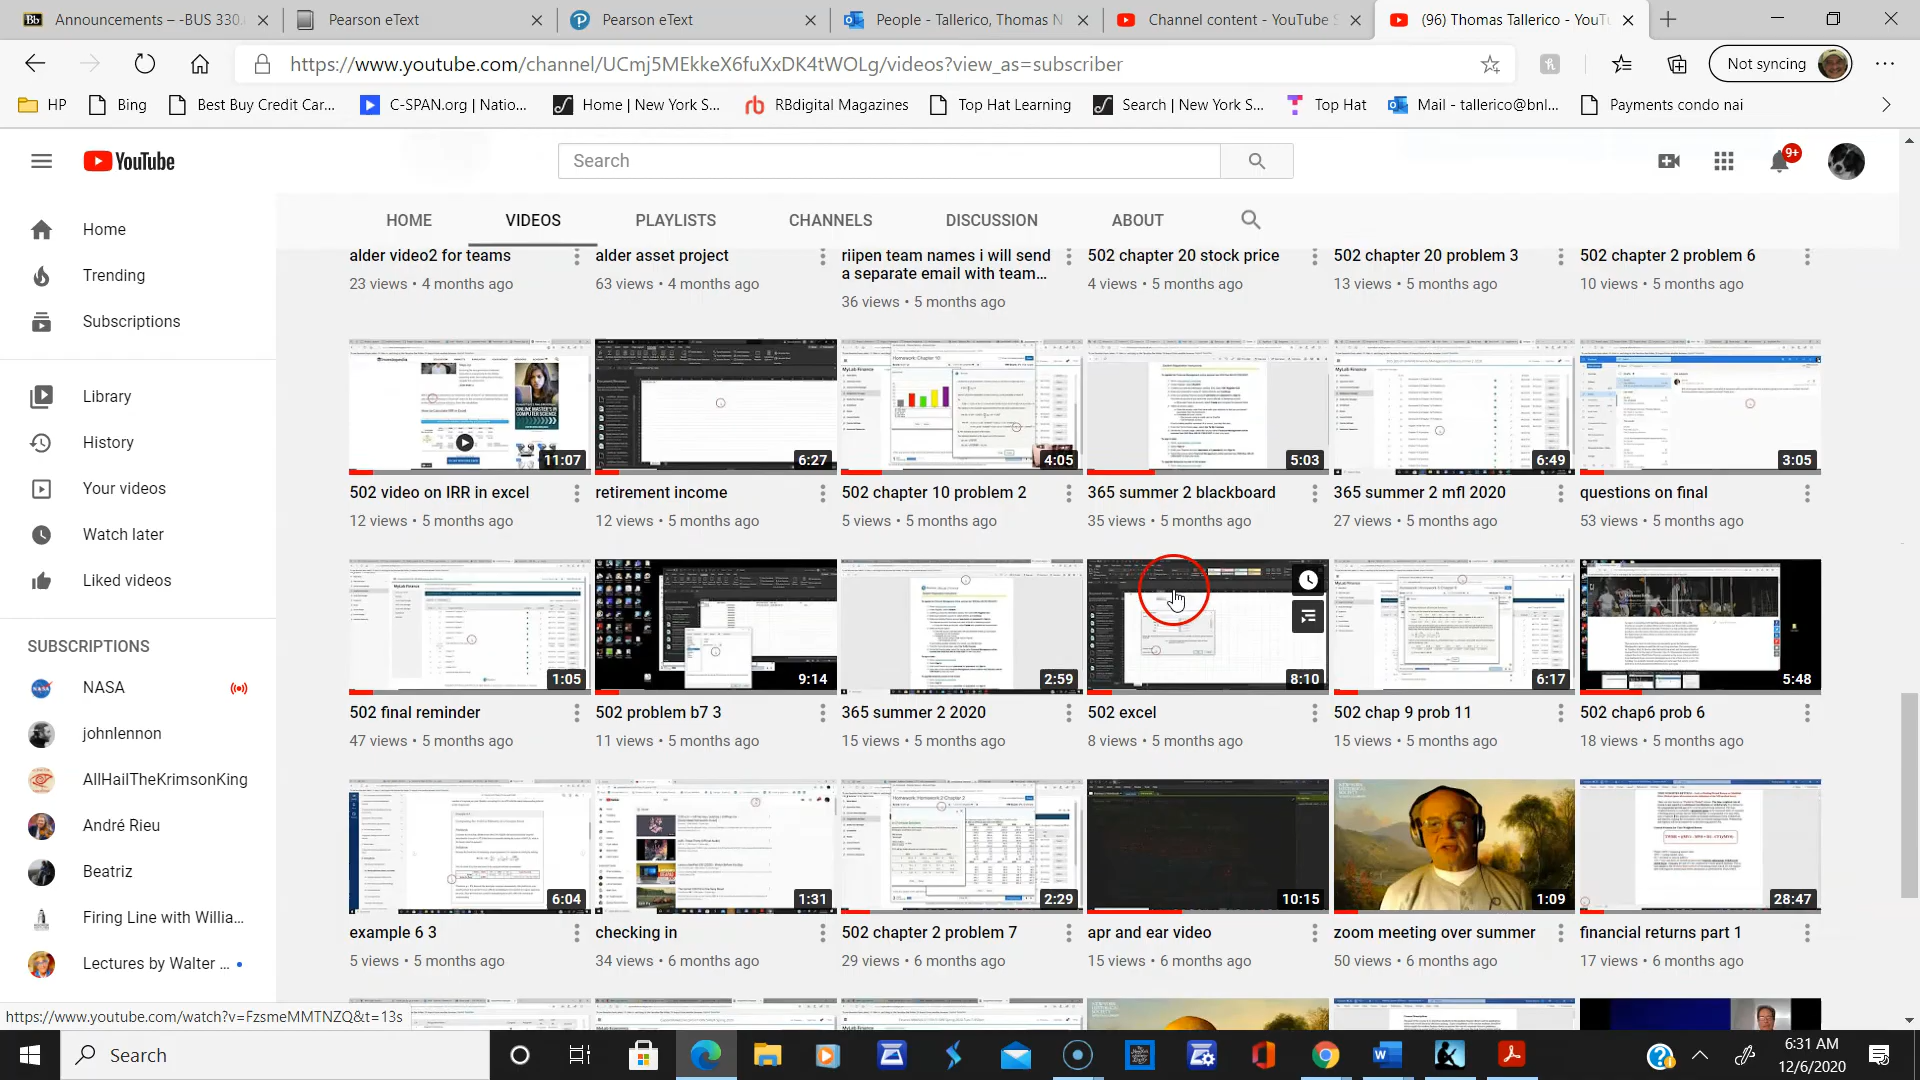 Announcements – -BUS 330.
Pearson eText
Pearson eText
People - Tallerico, Thomas N
Channel content - YouTube S
(96) Thomas Tallerico - YouTu
https://www.youtube.com/channel/UCmj5MEkkeX6fuXxDK4tWOLg/videos?view_as=subscriber
Not syncing
HP
Bing
Best Buy Credit Car...
C-SPAN.org | Natio...
Home | New York S...
RBdigital Magazines
Top Hat Learning
Search | New York S...
Top Hat
Mail - tallerico@bnl...
Payments condo nai
YouTube
Search
9+
HOME
VIDEOS
PLAYLISTS
CHANNELS
DISCUSSION
ABOUT
Home
Trending
Subscriptions
Library
History
Your videos
Watch later
Liked videos
SUBSCRIPTIONS
NASA
johnlennon
AllHailTheKrimsonKing
André Rieu
Beatriz
Firing Line with Willia...
Lectures by Walter ...
alder video2 for teams
23 views • 4 months ago
alder asset project
63 views • 4 months ago
riipen team names i will send
a separate email with team...
36 views • 5 months ago
502 chapter 20 stock price
4 views • 5 months ago
502 chapter 20 problem 3
13 views • 5 months ago
502 chapter 2 problem 6
10 views • 5 months ago
11:07
502 video on IRR in excel
12 views • 5 months ago
6:27
retirement income
12 views • 5 months ago
4:05
502 chapter 10 problem 2
5 views • 5 months ago
5:03
365 summer 2 blackboard
35 views • 5 months ago
6:49
365 summer 2 mfl 2020
27 views • 5 months ago
3:05
questions on final
53 views • 5 months ago
1:05
502 final reminder
47 views • 5 months ago
9:14
502 problem b7 3
11 views • 5 months ago
2:59
365 summer 2 2020
15 views • 5 months ago
8:10
502 excel
8 views • 5 months ago
6:17
502 chap 9 prob 11
15 views • 5 months ago
5:48
502 chap6 prob 6
18 views • 5 months ago
6:04
example 6 3
5 views • 5 months ago
1:31
checking in
34 views • 6 months ago
2:29
502 chapter 2 problem 7
29 views • 6 months ago
10:15
apr and ear video
15 views • 6 months ago
1:09
zoom meeting over summer
50 views • 6 months ago
28:47
financial returns part 1
17 views • 6 months ago
https://www.youtube.com/watch?v=FzsmeMMTNZQ&t=13s
Search
6:31 AM
12/6/2020